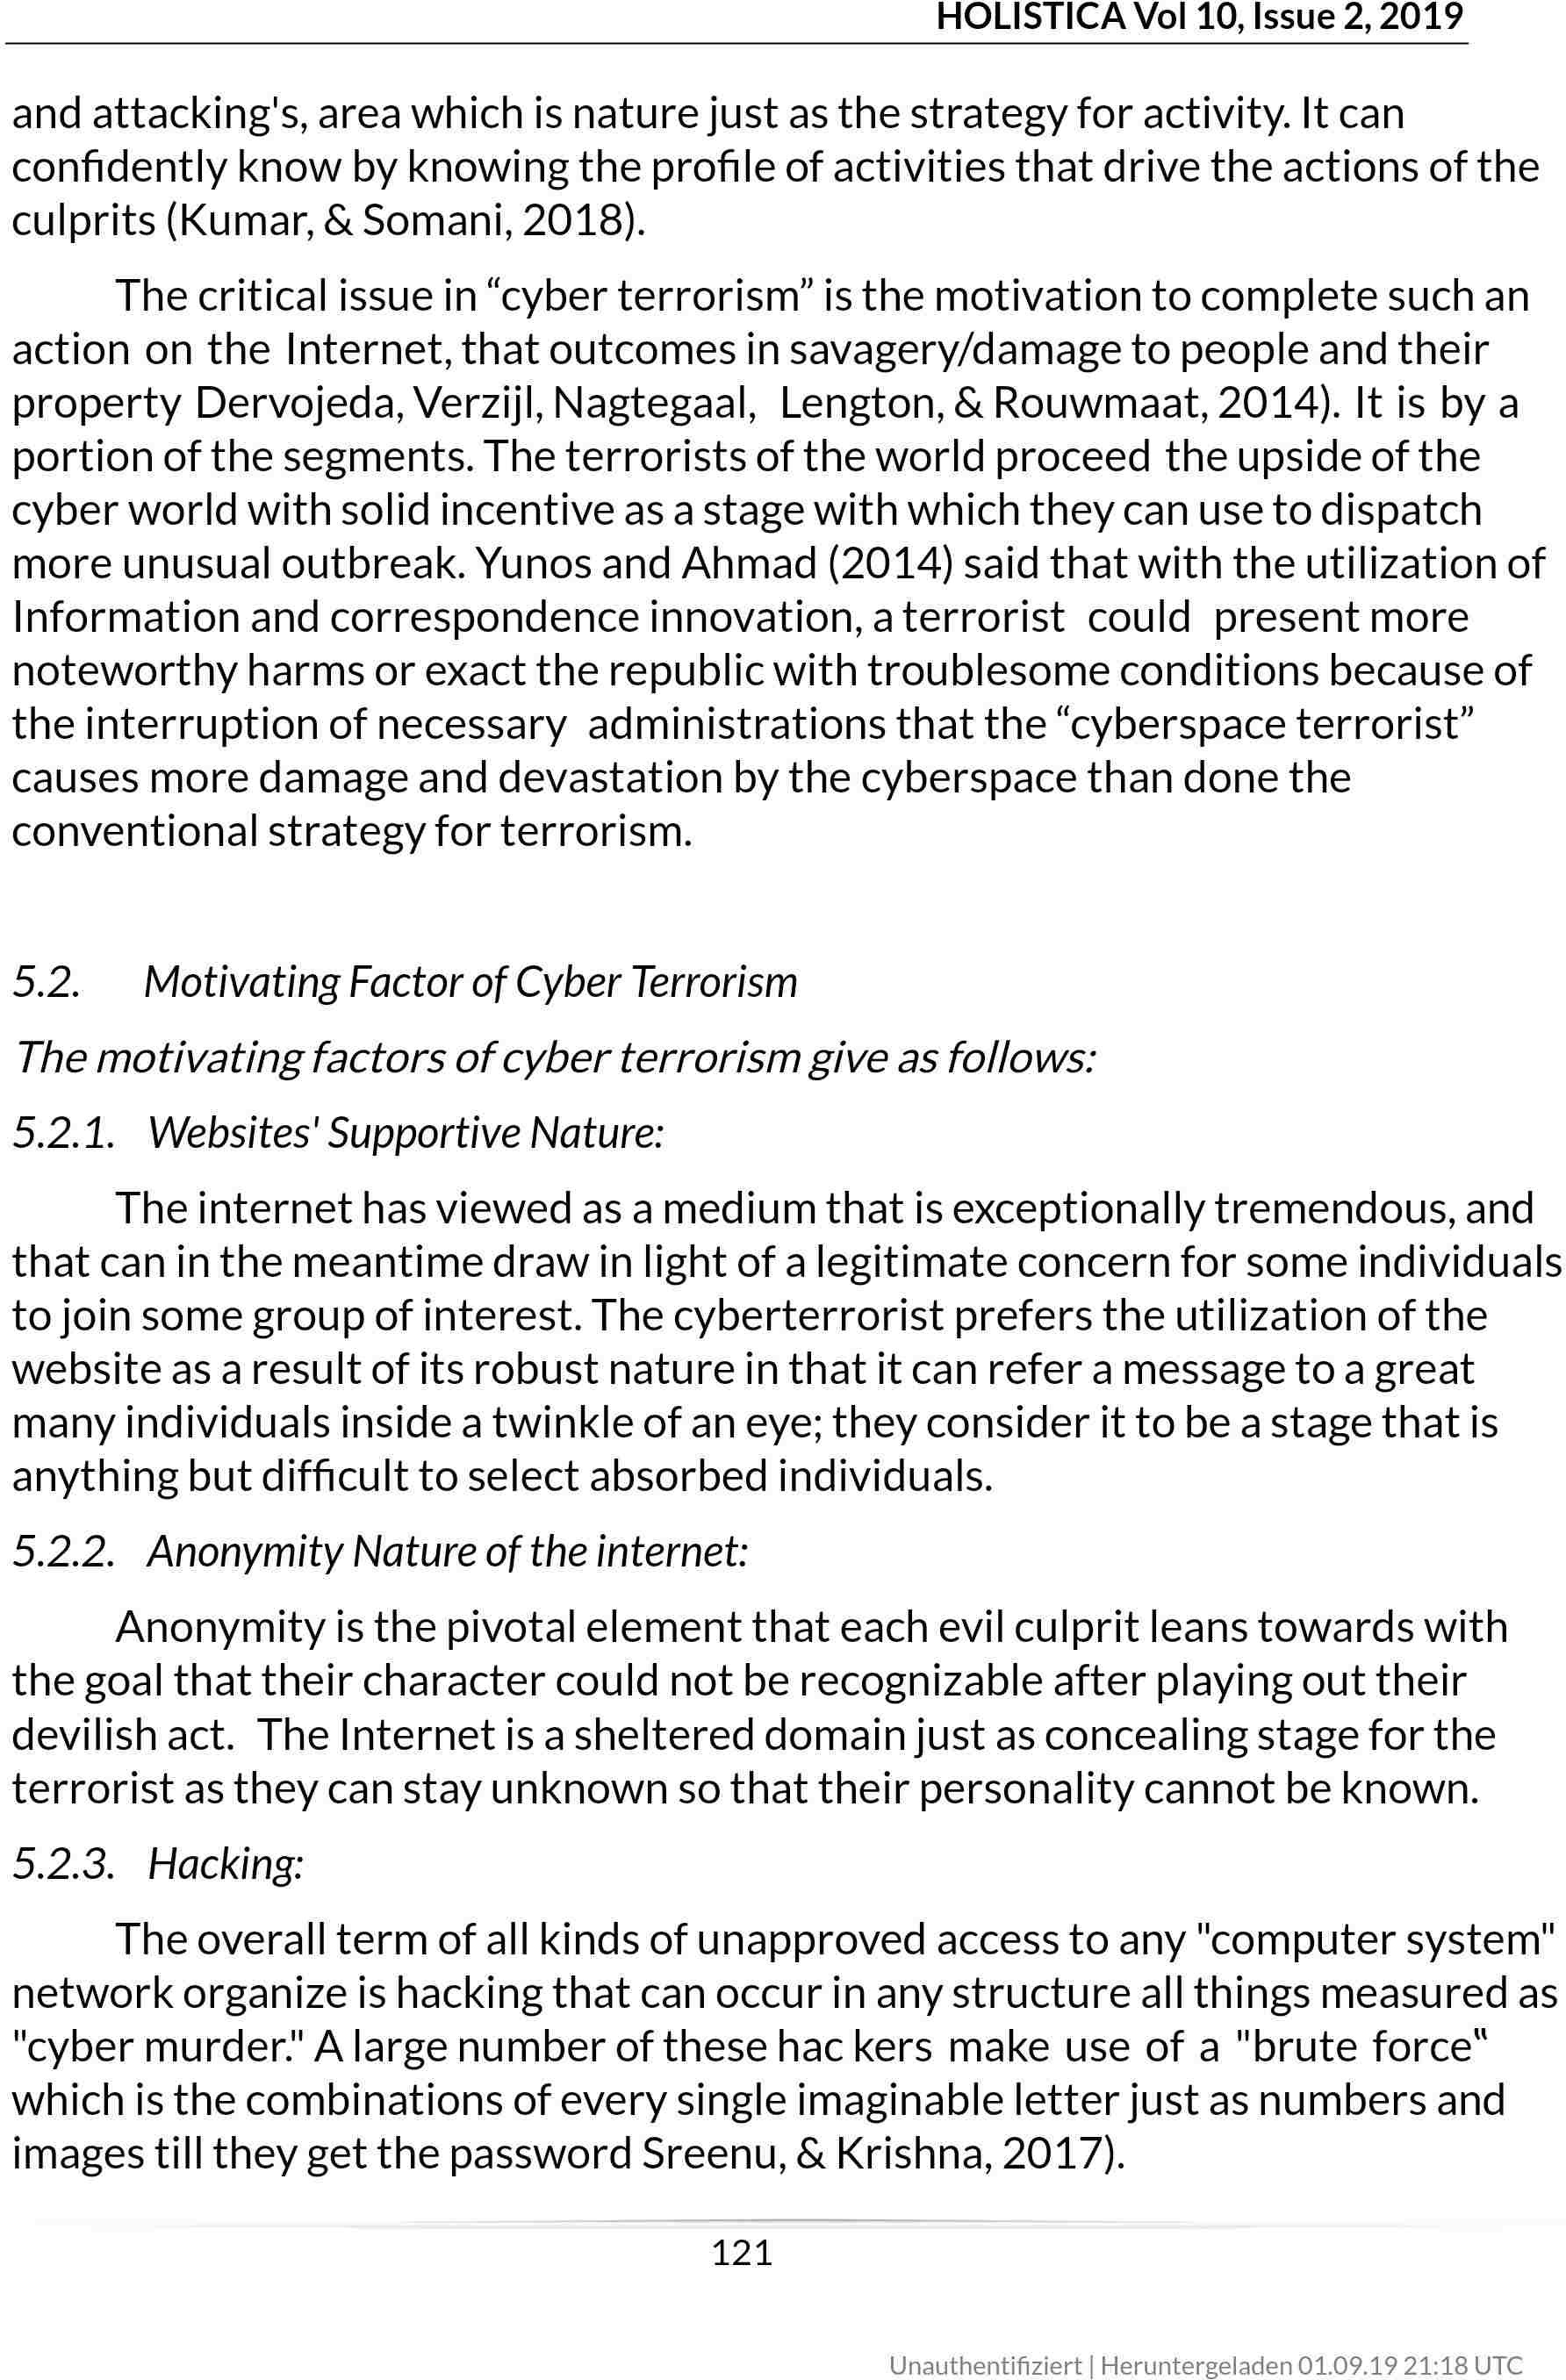 HOLISTICA Vol 10, Issue 2, 2019
and attacking's, area which is nature just as the strategy for activity. It can
confidently know by knowing the profile of activities that drive the actions of the
culprits (Kumar, & Somani, 2018).
The critical issue in “cyber terrorism” is the motivation to complete such an
action on the Internet, that outcomes in savagery/damage to people and their
property Dervojeda, Verzijl, Nagtegaal, Lengton, & Rouwmaat, 2014). It is by a
portion of the segments. The terrorists of the world proceed the upside of the
cyber world with solid incentive as a stage with which they can use to dispatch
more unusual outbreak. Yunos and Ahmad (2014) said that with the utilization of
Information and correspondence innovation, a terrorist could present more
noteworthy harms or exact the republic with troublesome conditions because of
the interruption of necessary administrations that the “cyberspace terrorist”
causes more damage and devastation by the cyberspace than done the
conventional strategy for terrorism.
5.2. Motivating Factor of Cyber Terrorism
The motivating factors of cyber terrorism give as follows:
5.2.1. Websites' Supportive Nature:
The internet has viewed as a medium that is exceptionally tremendous, and
that can in the meantime draw in light of a legitimate concern for some individuals
to join some group of interest. The cyberterrorist prefers the utilization of the
website as a result of its robust nature in that it can refer a message to a great
many individuals inside a twinkle of an eye; they consider it to be a stage that is
anything but difficult to select absorbed individuals.
5.2.2. Anonymity Nature of the internet:
Anonymity is the pivotal element that each evil culprit leans towards with
the goal that their character could not be recognizable after playing out their
devilish act. The Internet is a sheltered domain just as concealing stage for the
terrorist as they can stay unknown so that their personality cannot be known.
5.2.3. Hacking:
The overall term of all kinds of unapproved access to any "computer system"
network organize is hacking that can occur in any structure all things measured as
"cyber murder." A large number of these hac kers make use of a "brute force‟
which is the combinations of every single imaginable letter just as numbers and
images till they get the password Sreenu, & Krishna, 2017).
121
Unauthentifiziert | Heruntergeladen 01.09.19 21:18 UTC